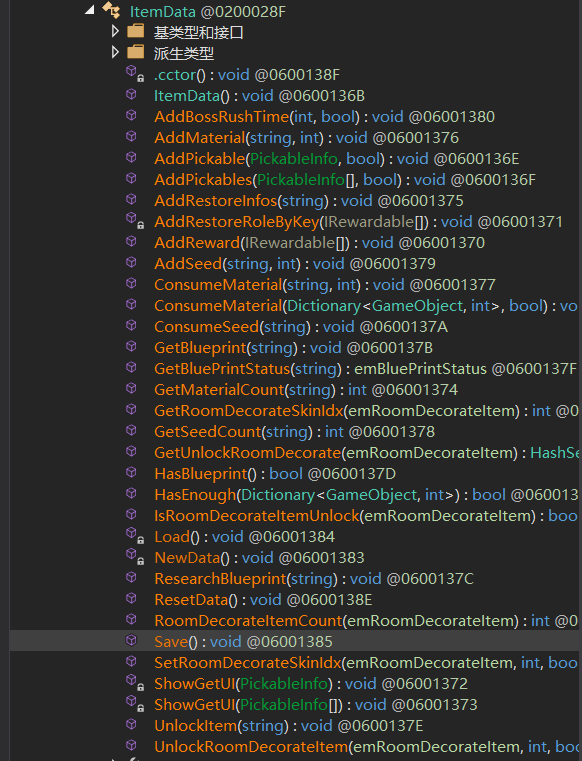 ItemData @0200028F
基类型和接口
派生类型
.cctor() : void @0600138F
ItemData() : void @0600136B
AddBossRushTime(int, bool) : void @06001380
AddMaterial(string, int) : void @06001376
AddPickable(PickableInfo, bool) : void @0600136E
AddPickables(PickableInfo[], bool) : void @0600136F
AddRestoreInfos(string) : void @06001375
AddRestoreRoleByKey(IRewardable[]) : void @06001371
AddReward(IRewardable[]) : void @06001370
AddSeed(string, int) : void @06001379
ConsumeMaterial(string, int) : void @06001377
ConsumeMaterial(Dictionary<GameObject, int>, bool) : vo
ConsumeSeed(string) : void @0600137A
GetBlueprint(string) : void @0600137B
GetBluePrintStatus(string) : emBluePrintStatus @0600137F
GetMaterialCount(string) : int @06001374
GetRoomDecorateSkinIdx(emRoomDecorateItem) : int @0
GetSeedCount(string) : int @06001378
GetUnlockRoomDecorate(emRoomDecorateItem) : HashSe
HasBlueprint() : bool @0600137D
HasEnough(Dictionary<GameObject, int>) : bool @060013
IsRoomDecorateItemUnlock(emRoomDecorateItem) : boo
Load() : void @06001384
NewData() : void @06001383
ResearchBlueprint(string) : void @0600137C
ResetData() : void @0600138E
RoomDecorateItemCount(emRoomDecorateItem) : int @0
Save() : void @06001385
SetRoomDecorateSkinIdx(emRoomDecorateItem, int, boo
ShowGetUI(PickableInfo) : void @06001372
ShowGetUI(PickableInfo[]) : void @06001373
UnlockItem(string) : void @0600137E
UnlockRoomDecorateItem(emRoomDecorateItem, int, boo